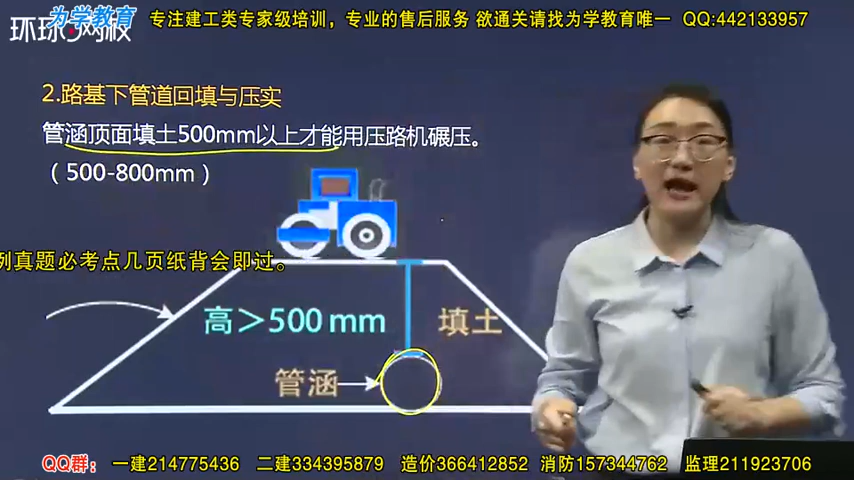 为学教育
环球网校
专注建工类专家级培训，专业的售后服务 欲通关请找为学教育唯一 QQ:442133957
2.路基下管道回填与压实
管涵顶面填土500mm以上才能用压路机碾压。
（500-800mm）
例真题必考点几页纸背会即过。
高＞500mm
填土
管涵
QQ群： 一建214775436 二建334395879 造价366412852 消防157344762 监理211923706